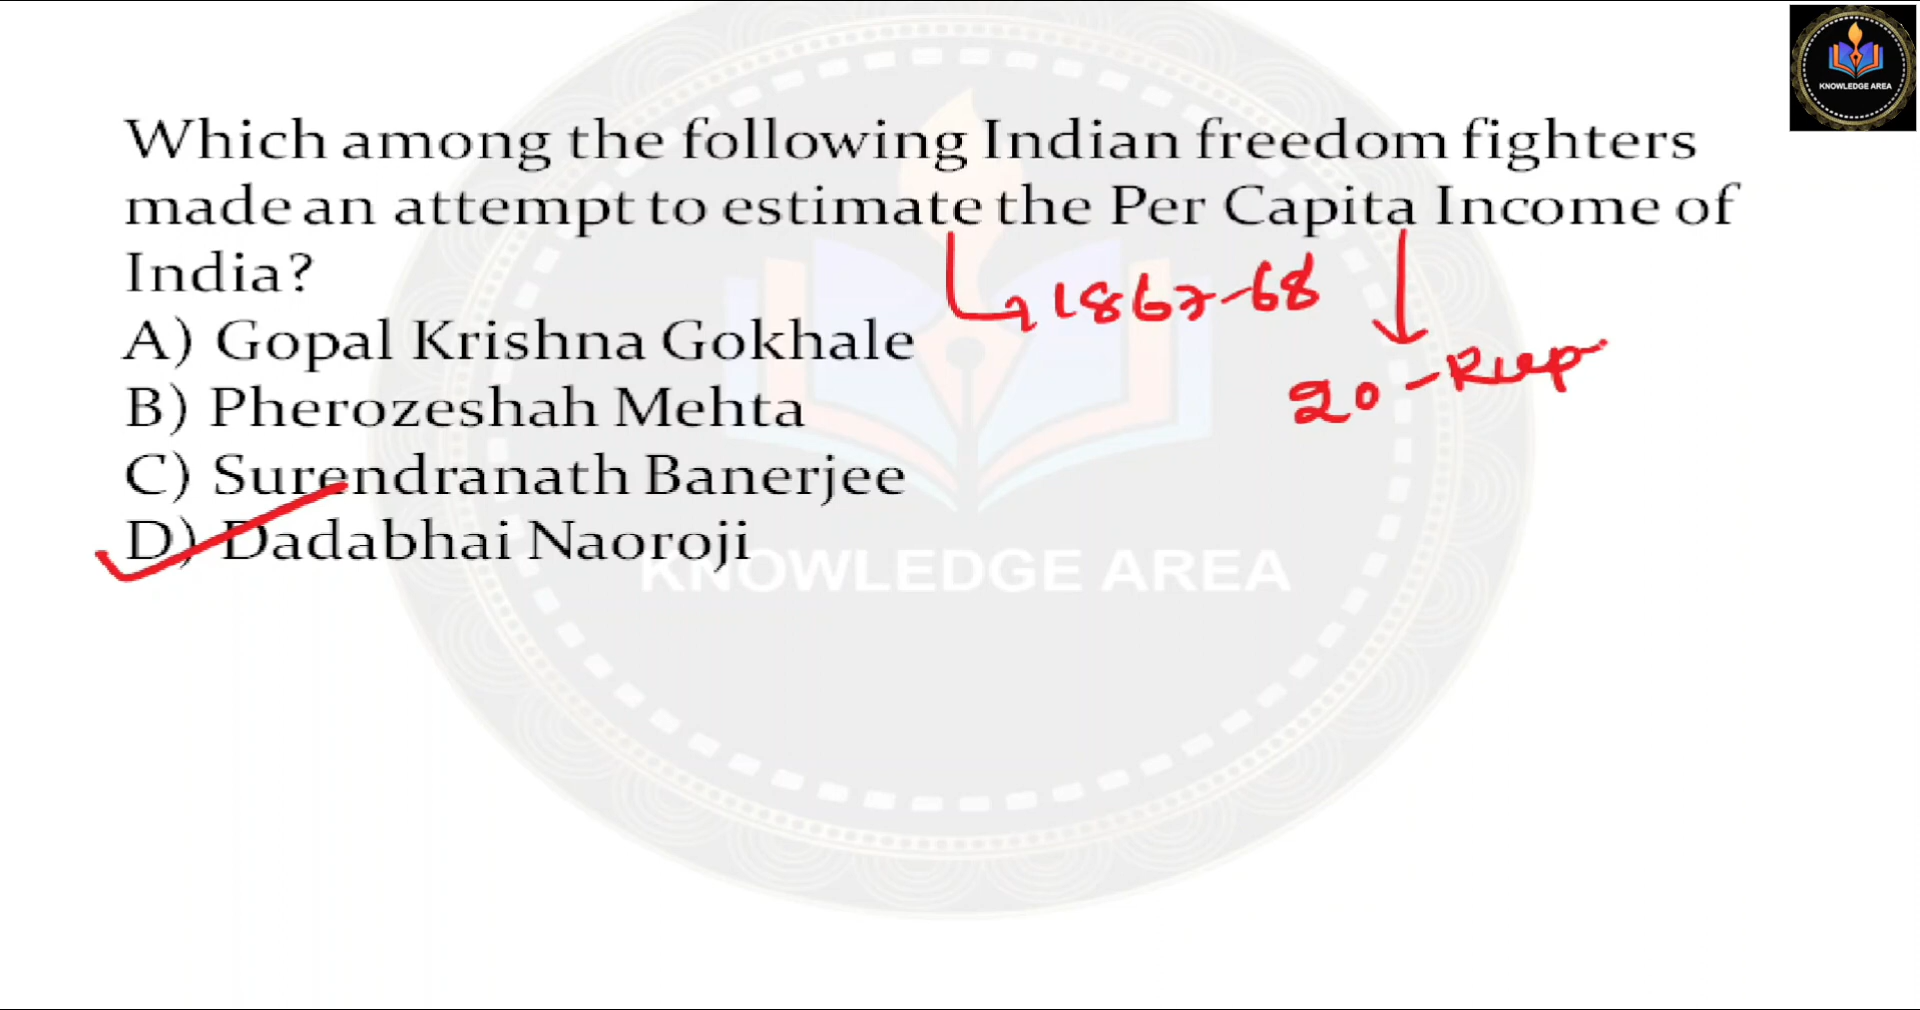 KNOWLEDGE AREA
Which among the following Indian freedom fighters
made an attempt to estimate the Per Capita Income of
India?
1867-68
20-Rup
A) Gopal Krishna Gokhale
B) Pherozeshah Mehta
C) Surendranath Banerjee
D) Dadabhai Naoroji
KNOWLEDGE AREA